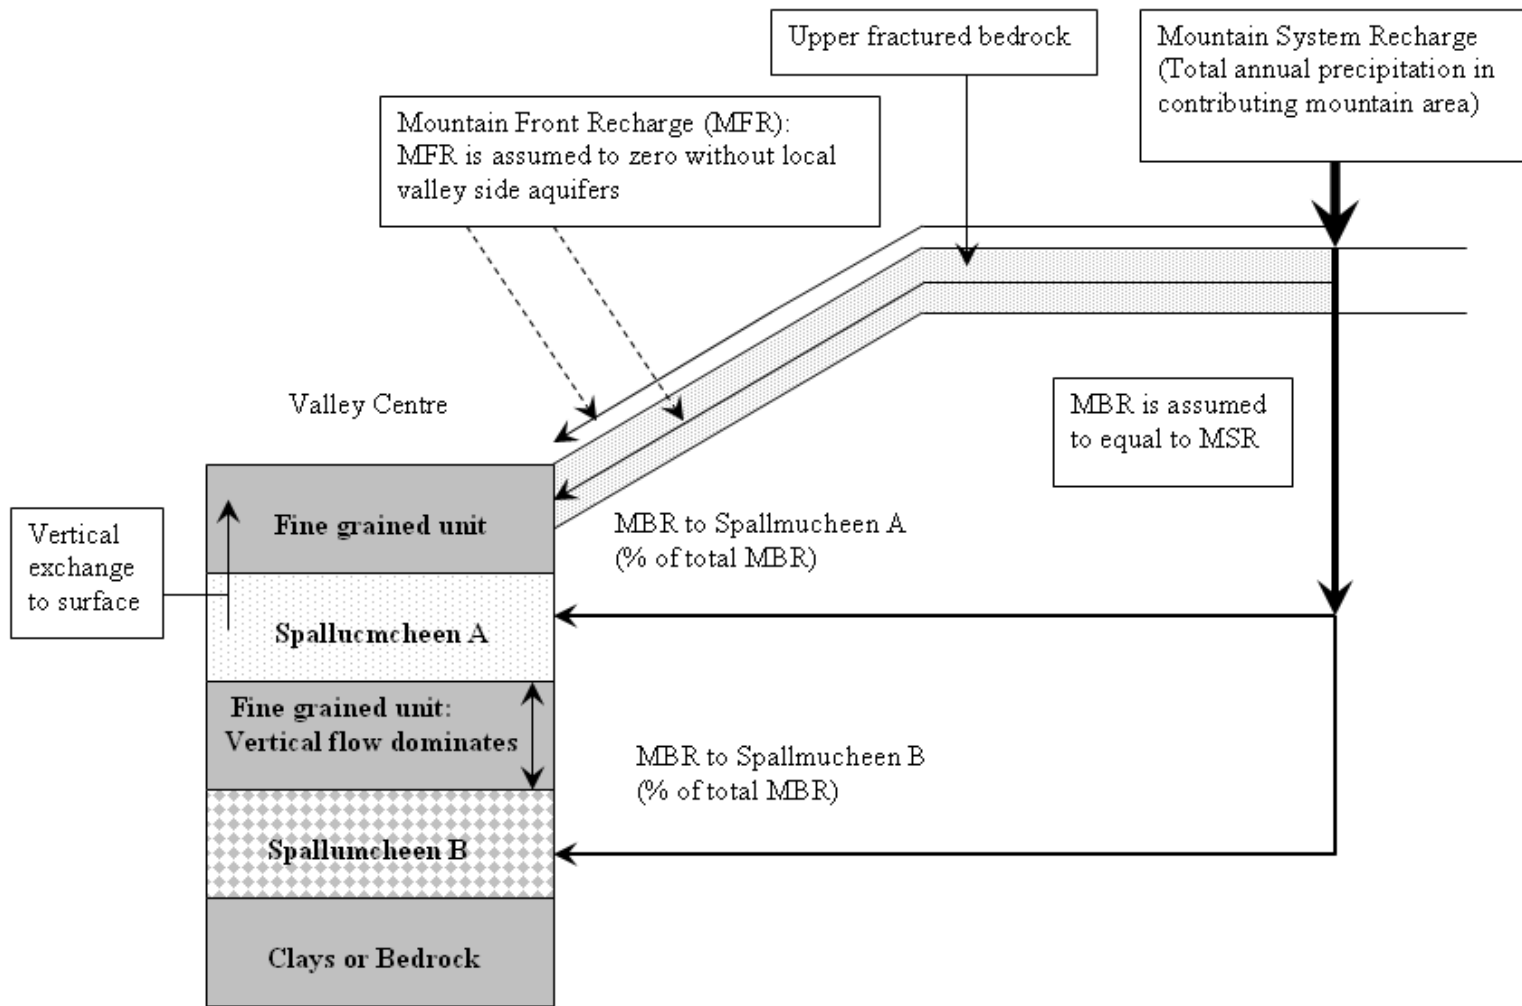 Upper fractured bedrock
Mountain System Recharge
(Total annual precipitation in
contributing mountain area)
Mountain Front Recharge (MFR):
MFR is assumed to zero without local
valley side aquifers
Valley Centre
MBR is assumed
to equal to MSR
Vertical
exchange
to surface
Fine grained unit
MBR to Spallmucheen A
(% of total MBR)
Spallucmcheen A
Fine grained unit:
Vertical flow dominates
MBR to Spallmucheen B
(% of total MBR)
Spallumcheen B
Clays or Bedrock